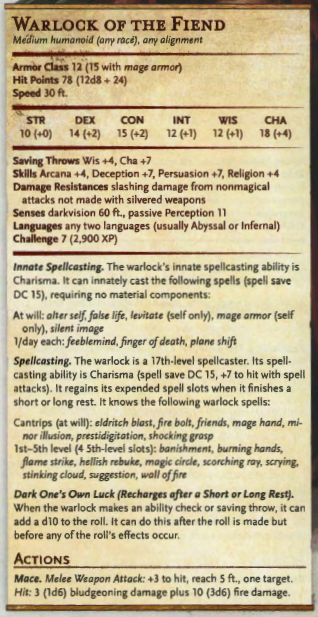 WARLOCK OF THE FIEND
Medium humanoid (any race), any alignment
Armor Class 12 (15 with mage armor)
Hit Points 78 (12d8 + 24)
Speed 30 ft.
STR DEX CON INT WIS CHA
10 (+0) 14 (+2) 15 (+2) 12 (+1) 12 (+1) 18 (+4)
Saving Throws Wis +4, Cha +7
Skills Arcana +4, Deception +7, Persuasion +7, Religion +4
Damage Resistances slashing damage from nonmagical
attacks not made with silvered weapons
Senses darkvision 60 ft., passive Perception 11
Languages any two languages (usually Abyssal or Infernal)
Challenge 7 (2,900 XP)
Innate Spellcasting. The warlock's innate spellcasting ability is
Charisma. It can innately cast the following spells (spell save
DC 15), requiring no material components:
At will: alter self, false life, levitate (self only), mage armor (self
only), silent image
1/day each: feeblemind, finger of death, plane shift
Spellcasting. The warlock is a 17th-level spellcaster. Its spell-
casting ability is Charisma (spell save DC 15, +7 to hit with spell
attacks). It regains its expended spell slots when it finishes a
short or long rest. It knows the following warlock spells:
Cantrips (at will): eldritch blast, fire bolt, friends, mage hand, mi-
nor illusion, prestidigitation, shocking grasp
1st–5th level (4 5th-level slots): banishment, burning hands,
flame strike, hellish rebuke, magic circle, scorching ray, scrying,
stinking cloud, suggestion, wall of fire
Dark One's Own Luck (Recharges after a Short or Long Rest).
When the warlock makes an ability check or saving throw, it can
add a d10 to the roll. It can do this after the roll is made but
before any of the roll's effects occur.
ACTIONS
Mace. Melee Weapon Attack: +3 to hit, reach 5 ft., one target.
Hit: 3 (1d6) bludgeoning damage plus 10 (3d6) fire damage.